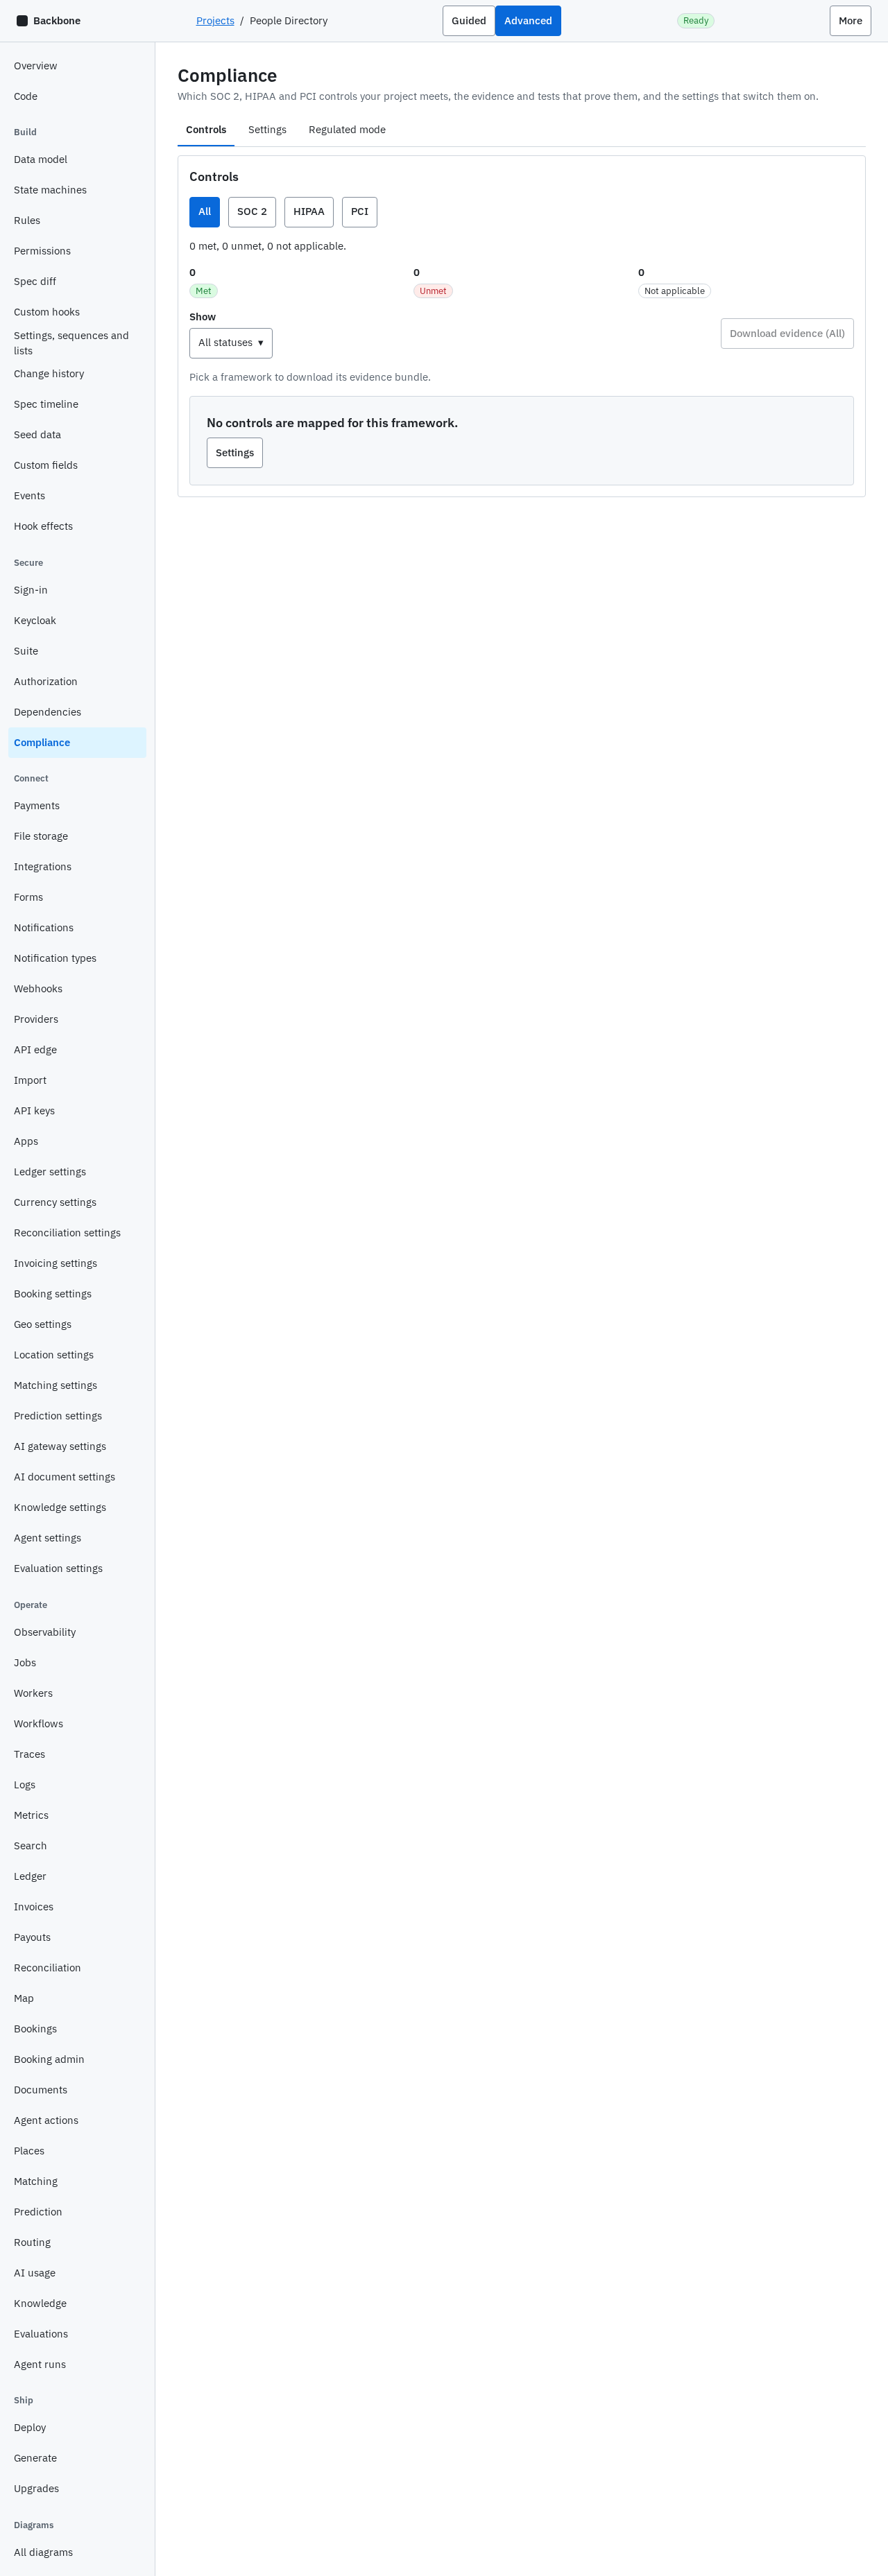 Backbone
Projects / People Directory
Guided
Advanced
Ready
More
Overview
Code
Build
Data model
State machines
Rules
Permissions
Spec diff
Custom hooks
Settings, sequences and
lists
Change history
Spec timeline
Seed data
Custom fields
Events
Hook effects
Secure
Sign-in
Keycloak
Suite
Authorization
Dependencies
Compliance
Connect
Payments
File storage
Integrations
Forms
Notifications
Notification types
Webhooks
Providers
API edge
Import
API keys
Apps
Ledger settings
Currency settings
Reconciliation settings
Invoicing settings
Booking settings
Geo settings
Location settings
Matching settings
Prediction settings
AI gateway settings
AI document settings
Knowledge settings
Agent settings
Evaluation settings
Operate
Observability
Jobs
Workers
Workflows
Traces
Logs
Metrics
Search
Ledger
Invoices
Payouts
Reconciliation
Map
Bookings
Booking admin
Documents
Agent actions
Places
Matching
Prediction
Routing
AI usage
Knowledge
Evaluations
Agent runs
Ship
Deploy
Generate
Upgrades
Diagrams
All diagrams
Compliance
Which SOC 2, HIPAA and PCI controls your project meets, the evidence and tests that prove them, and the settings that switch them on.
Controls
Settings
Regulated mode
Controls
All
SOC 2
HIPAA
PCI
0 met, 0 unmet, 0 not applicable.
0
Met
0
Unmet
0
Not applicable
Show
All statuses ▾
Download evidence (All)
Pick a framework to download its evidence bundle.
No controls are mapped for this framework.
Settings